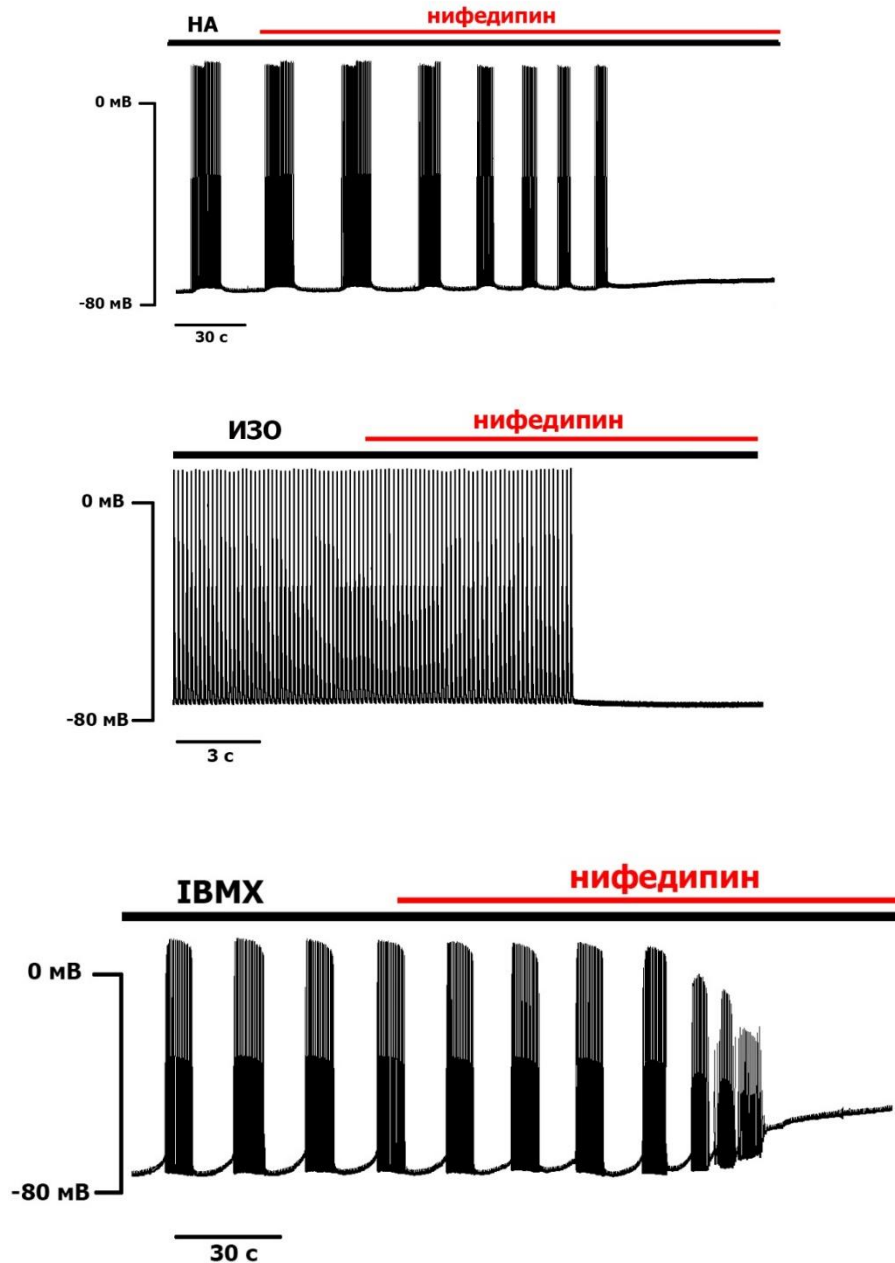 нифедипин
НА
0 мВ
-80 мВ
30 с
нифедипин
ИЗО
0 мВ
-80 мВ
3 с
нифедипин
IBMX
0 мВ
-80 мВ
30 с